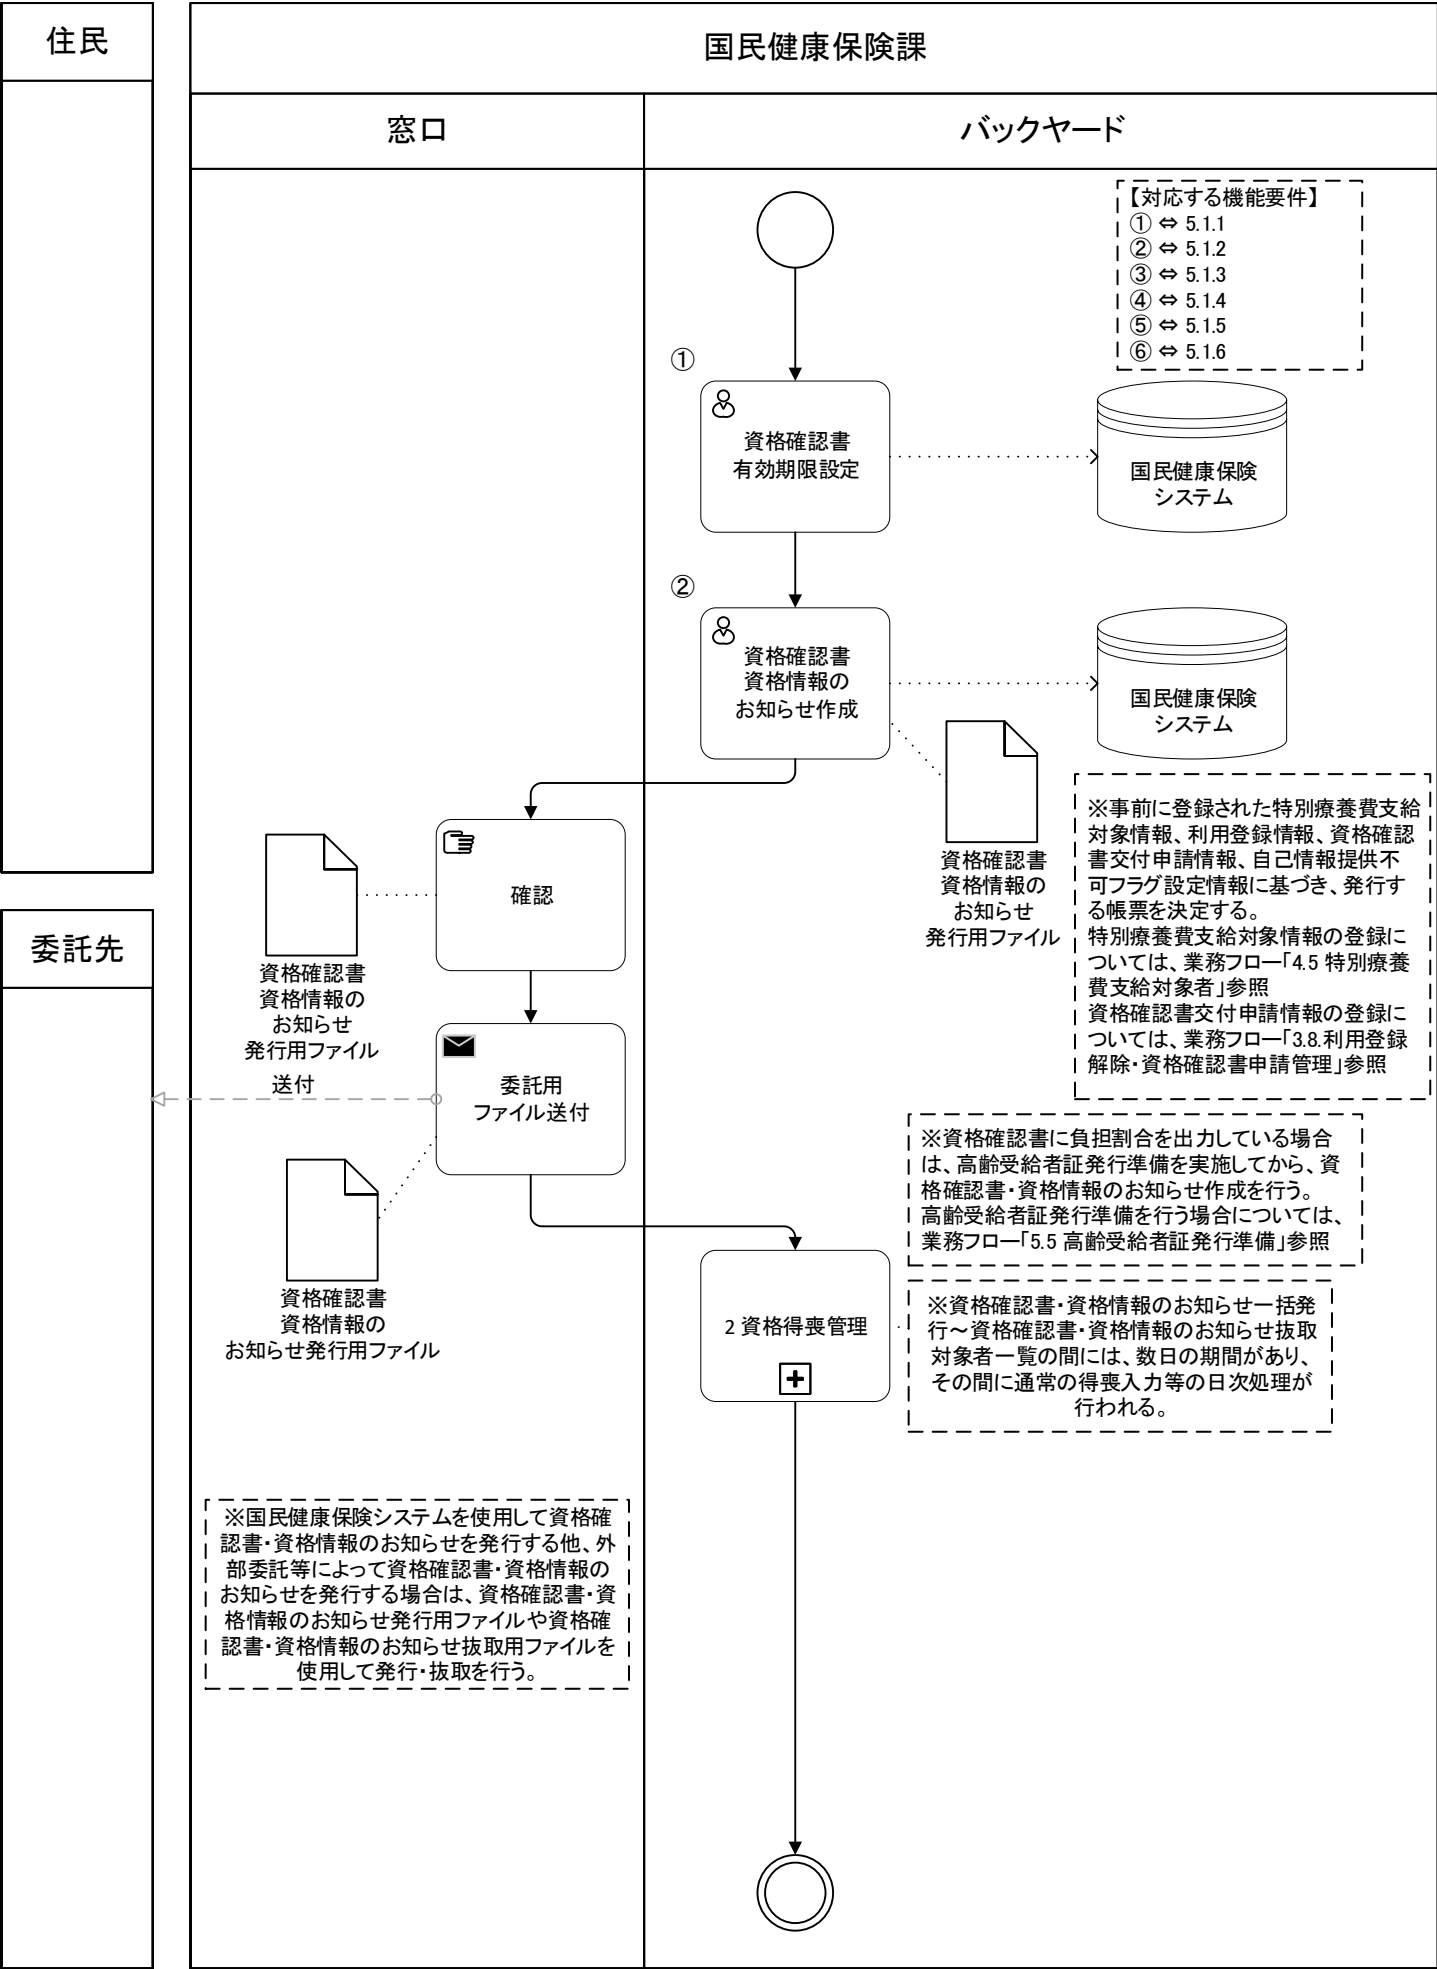 住民
国民健康保険課
窓口
バックヤード
【対応する機能要件】
① ⇔ 5.1.1
② ⇔ 5.1.2
③ ⇔ 5.1.3
④ ⇔ 5.1.4
⑤ ⇔ 5.1.5
⑥ ⇔ 5.1.6
①
資格確認書
有効期限設定
国民健康保険
システム
②
資格確認書
資格情報の
お知らせ作成
国民健康保険
システム
資格確認書
資格情報の
お知らせ
発行用ファイル
※事前に登録された特別療養費支給
対象情報、利用登録情報、資格確認
書交付申請情報、自己情報提供不
可フラグ設定情報に基づき、発行す
る帳票を決定する。
特別療養費支給対象情報の登録に
ついては、業務フロー「4.5 特別療養
費支給対象者」参照
資格確認書交付申請情報の登録に
ついては、業務フロー「3.8.利用登録
解除・資格確認書申請管理」参照
確認
資格確認書
資格情報の
お知らせ
発行用ファイル
委託先
送付
委託用
ファイル送付
資格確認書
資格情報の
お知らせ発行用ファイル
※資格確認書に負担割合を出力している場合
は、高齢受給者証発行準備を実施してから、資
格確認書・資格情報のお知らせ作成を行う。
高齢受給者証発行準備を行う場合については、
業務フロー「5.5 高齢受給者証発行準備」参照
2 資格得喪管理
※資格確認書・資格情報のお知らせ一括発
行～資格確認書・資格情報のお知らせ抜取
対象者一覧の間には、数日の期間があり、
その間に通常の得喪入力等の日次処理が
行われる。
※国民健康保険システムを使用して資格確
認書・資格情報のお知らせを発行する他、外
部委託等によって資格確認書・資格情報の
お知らせを発行する場合は、資格確認書・資
格情報のお知らせ発行用ファイルや資格確
認書・資格情報のお知らせ抜取用ファイルを
使用して発行・抜取を行う。